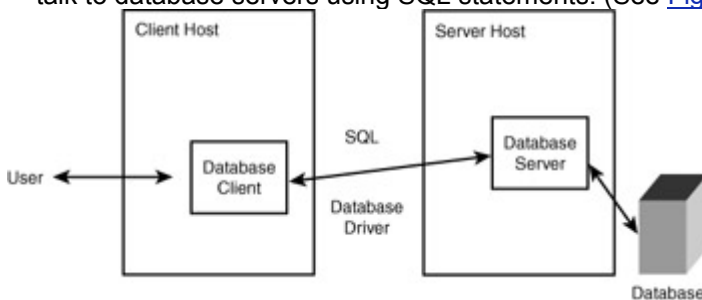 talk to database servers using SQL statements. (See Fig
Client Host
Server Host
SQL
Database
Server
User
Database
Client
Database
Driver
Database